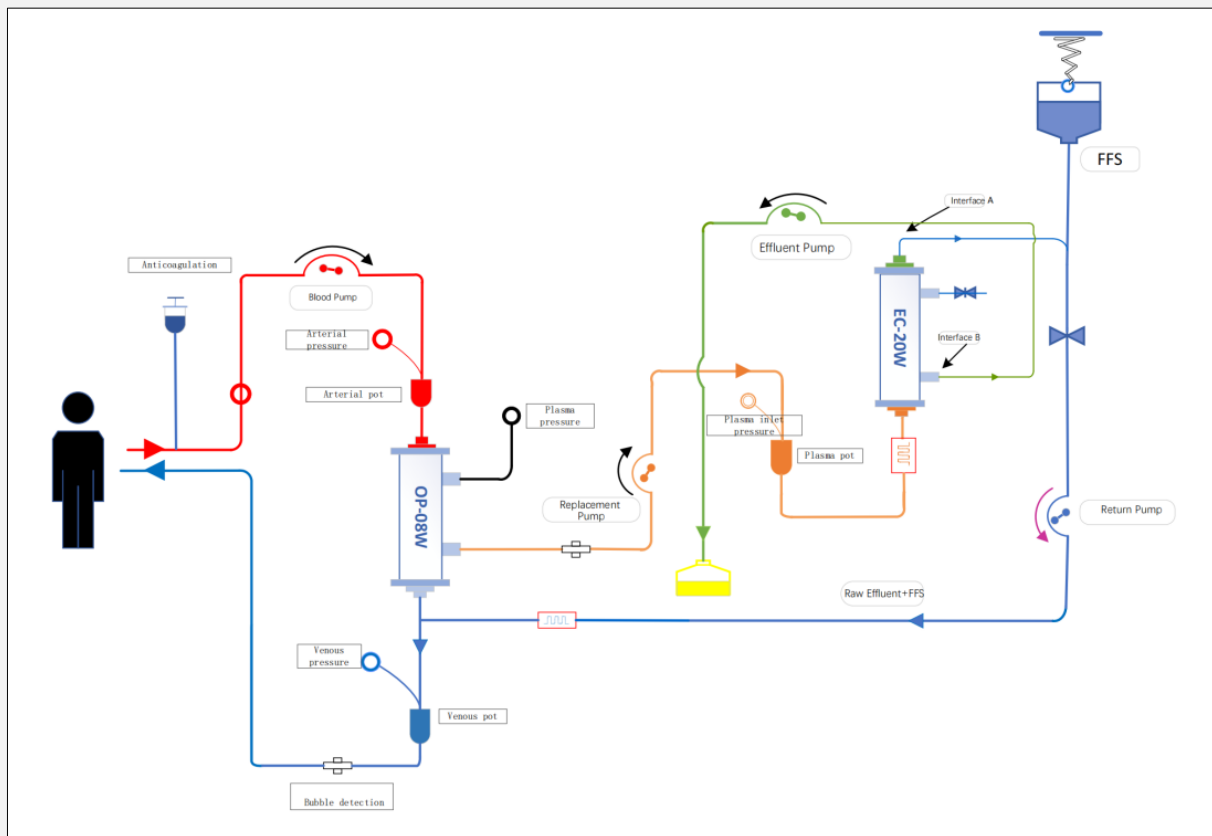 FFS
Interface A
Effluent Pump
Anticoagulation
Blood Pump
Arterial
pressure
EC-20W
Interface B
Arterial pot
Plasma
pressure
Plasma inlet
pressure
Plasma pot
OP-08W
Replacement
Pump
Return Pump
Raw Effluent+FFS
Venous
pressure
Venous pot
Bubble detection